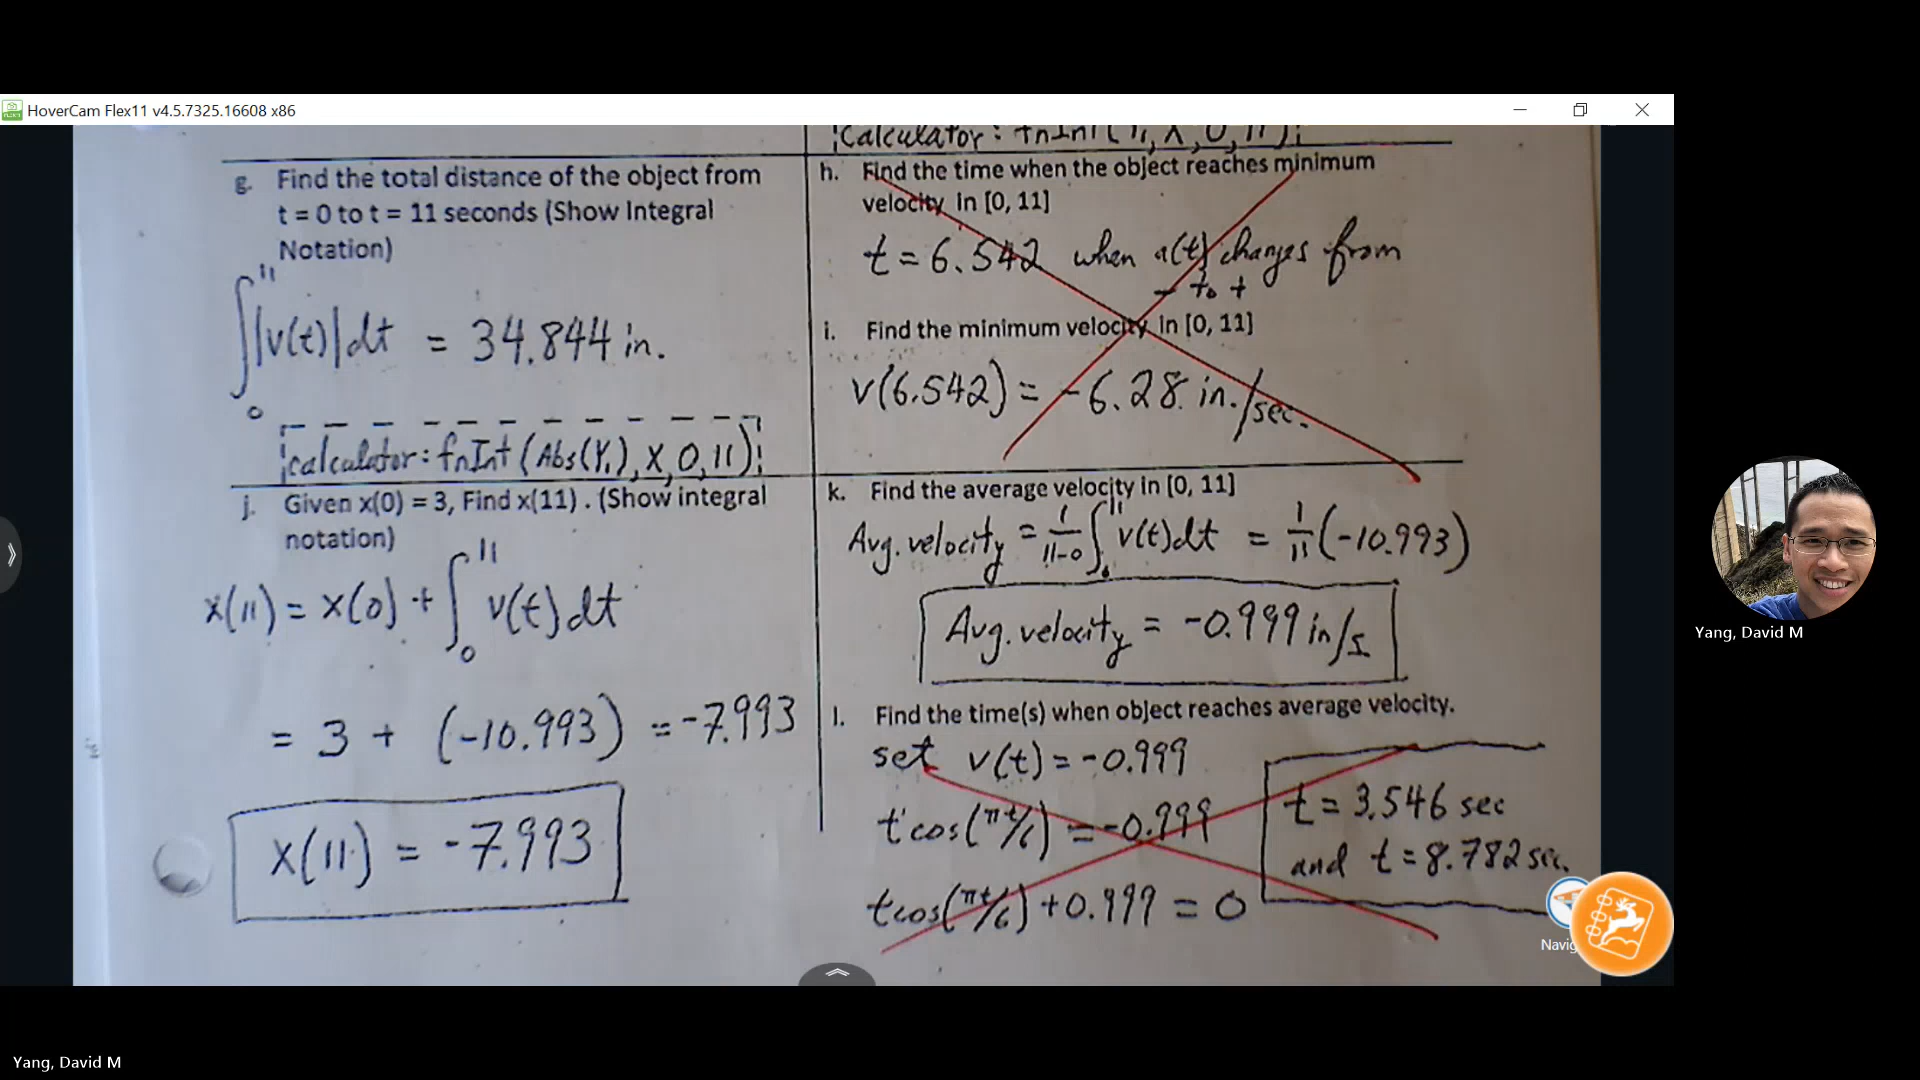 HoverCam Flex11 v4.5.7325.16608 x86
Calculator: fnInt(Y₁, X, 0, 11)
g. Find the total distance of the object from
t = 0 to t = 11 seconds (Show Integral
Notation)
∫₀¹¹ |v(t)| dt = 34.844 in.
calculator: fnInt (Abs(Y₁), X, 0, 11)
h. Find the time when the object reaches minimum
velocity in [0, 11]
t = 6.542 when a(t) changes from
- to +
i. Find the minimum velocity in [0, 11]
v(6.542) = -6.28 in./sec.
j. Given x(0) = 3, Find x(11) . (Show integral
notation)
x(11) = x(0) + ∫₀¹¹ v(t) dt
= 3 + (-10.993) = -7.993
x(11) = -7.993
k. Find the average velocity in [0, 11]
Avg. velocity = 1/11-0 ∫₀¹¹ v(t) dt = 1/11 (-10.993)
Avg. velocity = -0.999 in/s
l. Find the time(s) when object reaches average velocity.
set v(t) = -0.999
t cos(πt/6) = -0.999
t cos(πt/6) + 0.999 = 0
t = 3.546 sec
and t = 8.782 sec.
Navig
Yang, David M
Yang, David M